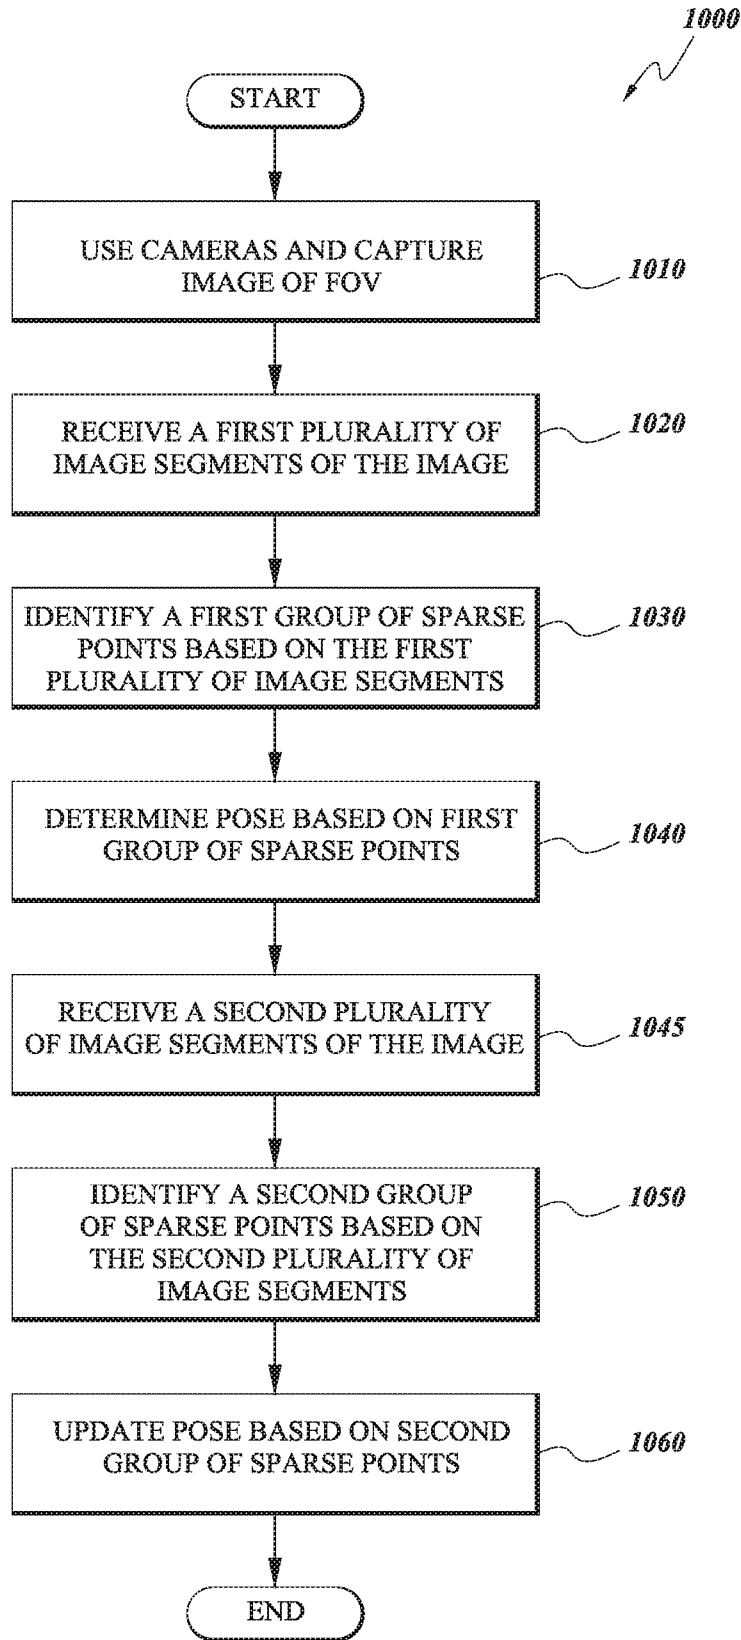 1000
START
USE CAMERAS AND CAPTURE
IMAGE OF FOV
1010
RECEIVE A FIRST PLURALITY OF
IMAGE SEGMENTS OF THE IMAGE
1020
IDENTIFY A FIRST GROUP OF SPARSE
POINTS BASED ON THE FIRST
PLURALITY OF IMAGE SEGMENTS
1030
DETERMINE POSE BASED ON FIRST
GROUP OF SPARSE POINTS
1040
RECEIVE A SECOND PLURALITY
OF IMAGE SEGMENTS OF THE IMAGE
1045
IDENTIFY A SECOND GROUP
OF SPARSE POINTS BASED ON
THE SECOND PLURALITY OF
IMAGE SEGMENTS
1050
UPDATE POSE BASED ON SECOND
GROUP OF SPARSE POINTS
1060
END